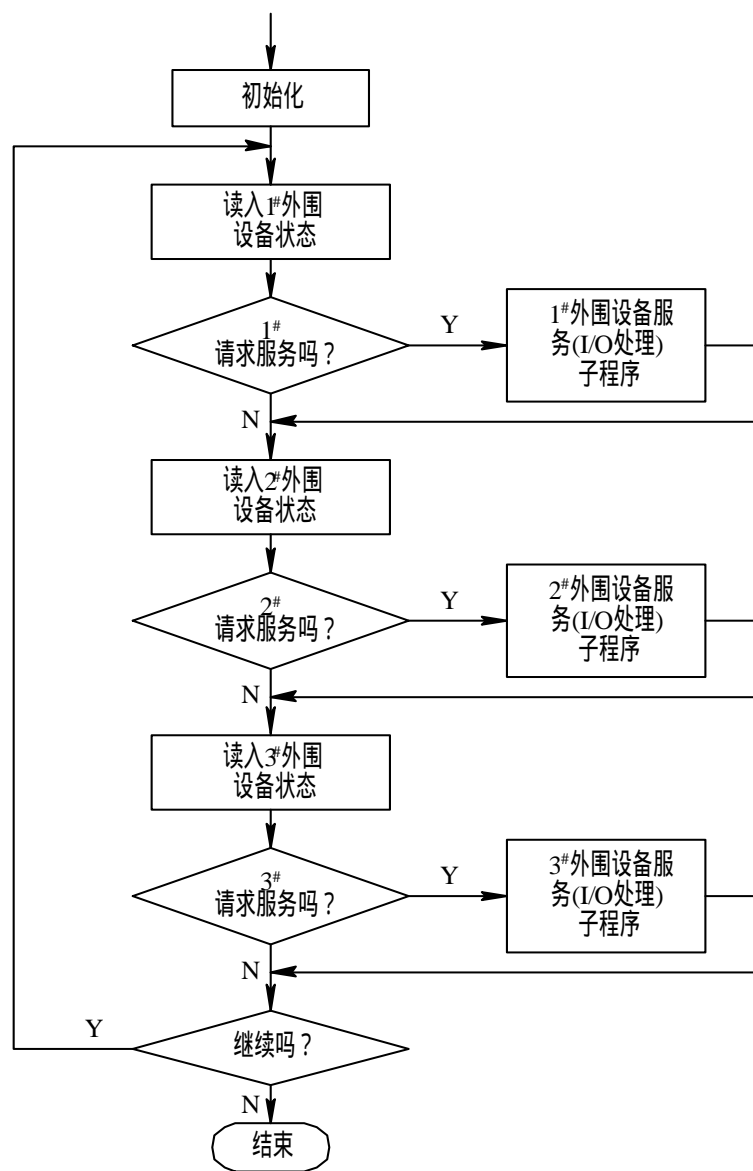 初始化
读入1#外围
设备状态
1#
请求服务吗？
Y
1#外围设备服
务(I/O处理)
子程序
N
读入2#外围
设备状态
2#
请求服务吗？
Y
2#外围设备服
务(I/O处理)
子程序
N
读入3#外围
设备状态
3#
请求服务吗？
Y
3#外围设备服
务(I/O处理)
子程序
N
Y
继续吗？
N
结束